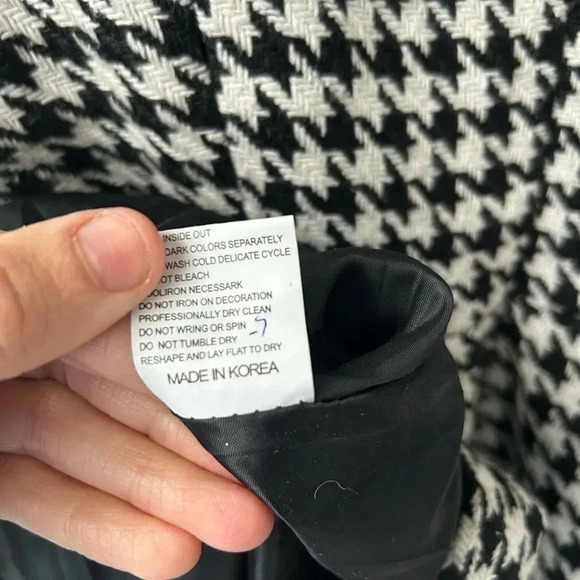 INSIDE OUT
DARK COLORS SEPARATELY
WASH COLD DELICATE CYCLE
NOT BLEACH
OOLIRON NECESSARK
DO NOT IRON ON DECORATION
PROFESSIONALLY DRY CLEAN
DO NOT WRING OR SPIN
DO NOT TUMBLE DRY
RESHAPE AND LAY FLAT TO DRY
MADE IN KOREA